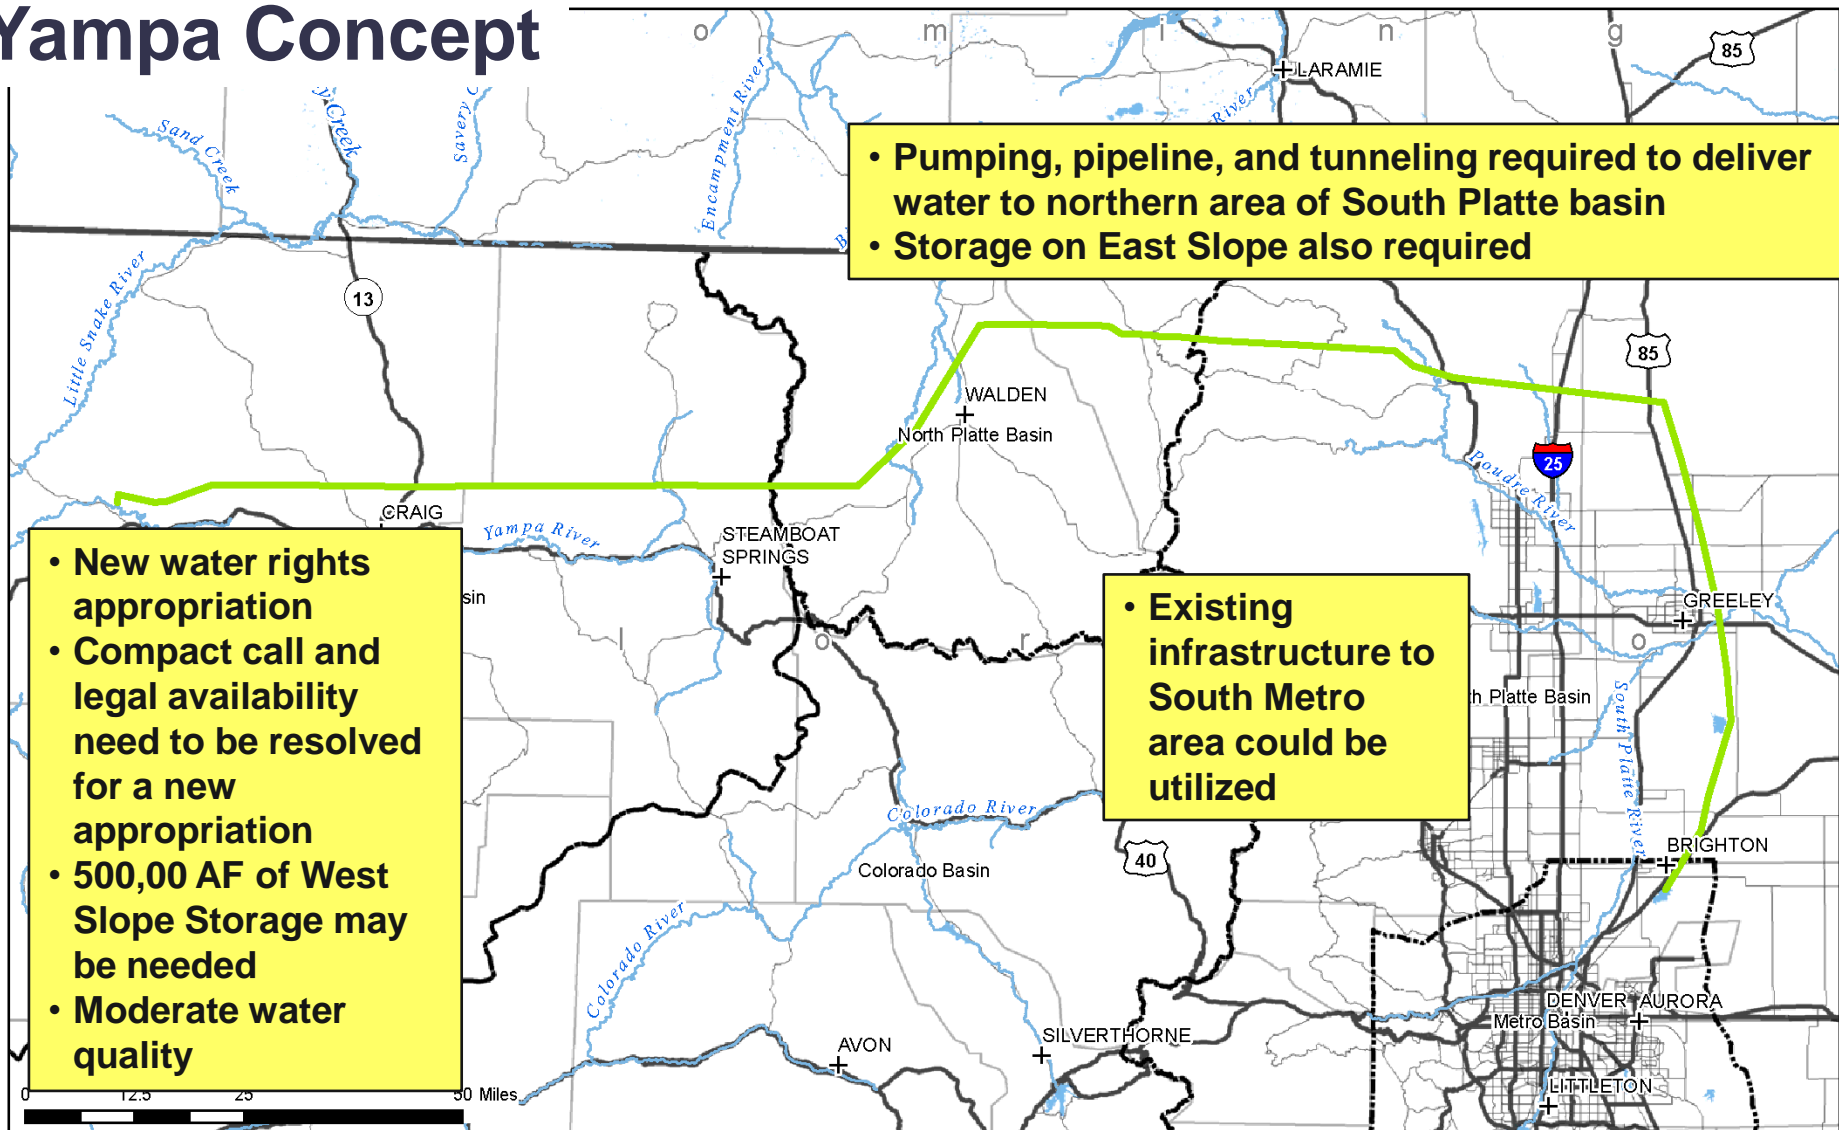 Yampa Concept
o
m
i
n
g
85
LARAMIE
River
Sand Creek
y Creek
Savery C
Encampment River
• Pumping, pipeline, and tunneling required to deliver
water to northern area of South Platte basin
• Storage on East Slope also required
Little Snake River
13
85
WALDEN
North Platte Basin
25
Poudre River
CRAIG
Yampa River
STEAMBOAT
SPRINGS
• New water rights
appropriation
• Compact call and
legal availability
need to be resolved
for a new
appropriation
• 500,00 AF of West
Slope Storage may
be needed
• Moderate water
quality
sin
l
o
r
o
• Existing
infrastructure to
South Metro
area could be
utilized
GREELEY
th Platte Basin
South Platte River
Colorado River
Colorado Basin
40
BRIGHTON
Colorado River
DENVER
AURORA
Metro Basin
SILVERTHORNE
AVON
LITTLETON
0 12.5 25 50 Miles